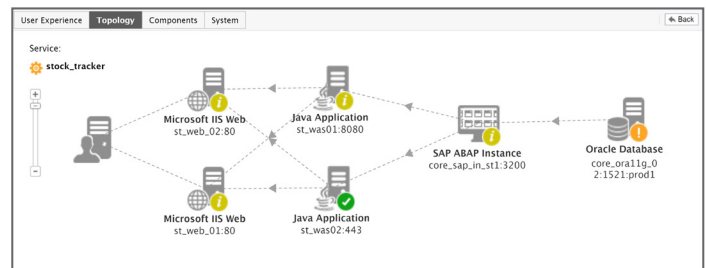 User Experience
Topology
Components
System
Back
Service:
stock_tracker
Microsoft IIS Web
st_web_02:80
Java Application
st_was01:8080
SAP ABAP Instance
core_sap_in_st1:3200
Oracle Database
core_ora11g_0
2:1521:prod1
Microsoft IIS Web
st_web_01:80
Java Application
st_was02:443